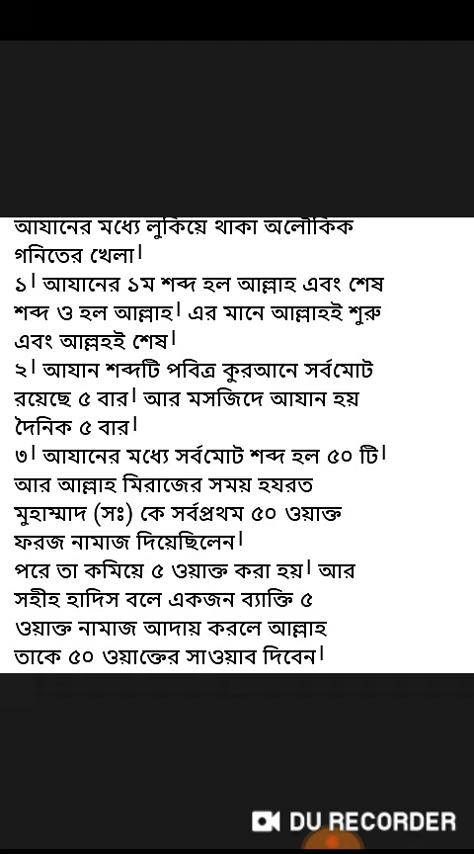 আযানের মধ্যে লুকিয়ে থাকা অলৌকিক
গনিতের খেলা।
১। আযানের ১ম শব্দ হল আল্লাহ এবং শেষ
শব্দ ও হল আল্লাহ। এর মানে আল্লাহই শুরু
এবং আল্লহই শেষ।
২। আযান শব্দটি পবিত্র কুরআনে সর্বমোট
রয়েছে ৫ বার। আর মসজিদে আযান হয়
দৈনিক ৫ বার।
৩। আযানের মধ্যে সর্বমোট শব্দ হল ৫০ টি।
আর আল্লাহ মিরাজের সময় হযরত
মুহাম্মাদ (সঃ) কে সর্বপ্রথম ৫০ ওয়াক্ত
ফরজ নামাজ দিয়েছিলেন।
পরে তা কমিয়ে ৫ ওয়াক্ত করা হয়। আর
সহীহ হাদিস বলে একজন ব্যাক্তি ৫
ওয়াক্ত নামাজ আদায় করলে আল্লাহ
তাকে ৫০ ওয়াক্তের সাওয়াব দিবেন।
DU RECORDER